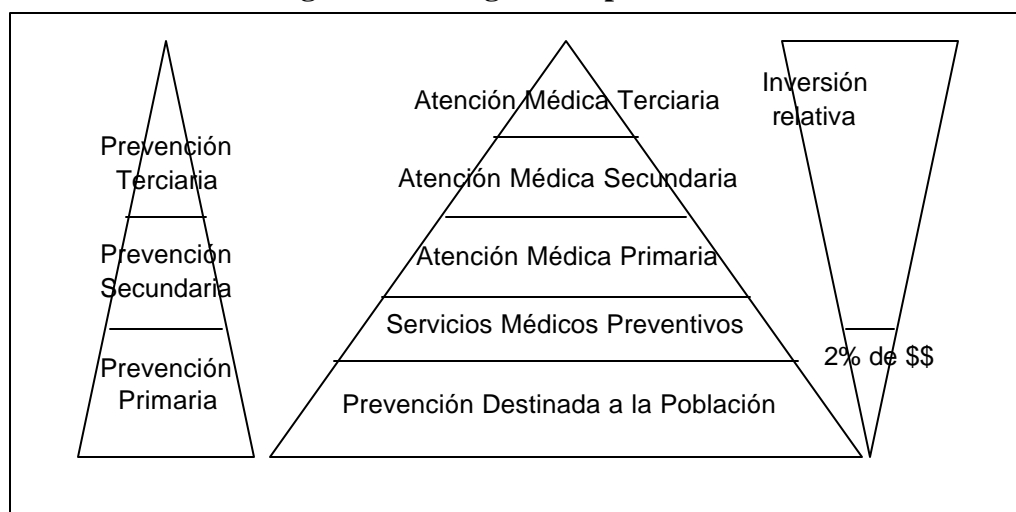 Prevención
Terciaria
Prevención
Secundaria
Prevención
Primaria
Atención Médica Terciaria
Atención Médica Secundaria
Atención Médica Primaria
Servicios Médicos Preventivos
Prevención Destinada a la Población
Inversión
relativa
2% de $$